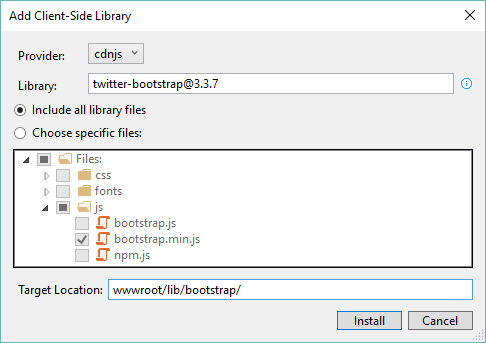 Add Client-Side Library
Provider: cdnjs
Library: twitter-bootstrap@3.3.7
Include all library files
Choose specific files:
Files:
css
fonts
js
bootstrap.js
bootstrap.min.js
npm.js
Target Location: wwwroot/lib/bootstrap/
Install Cancel